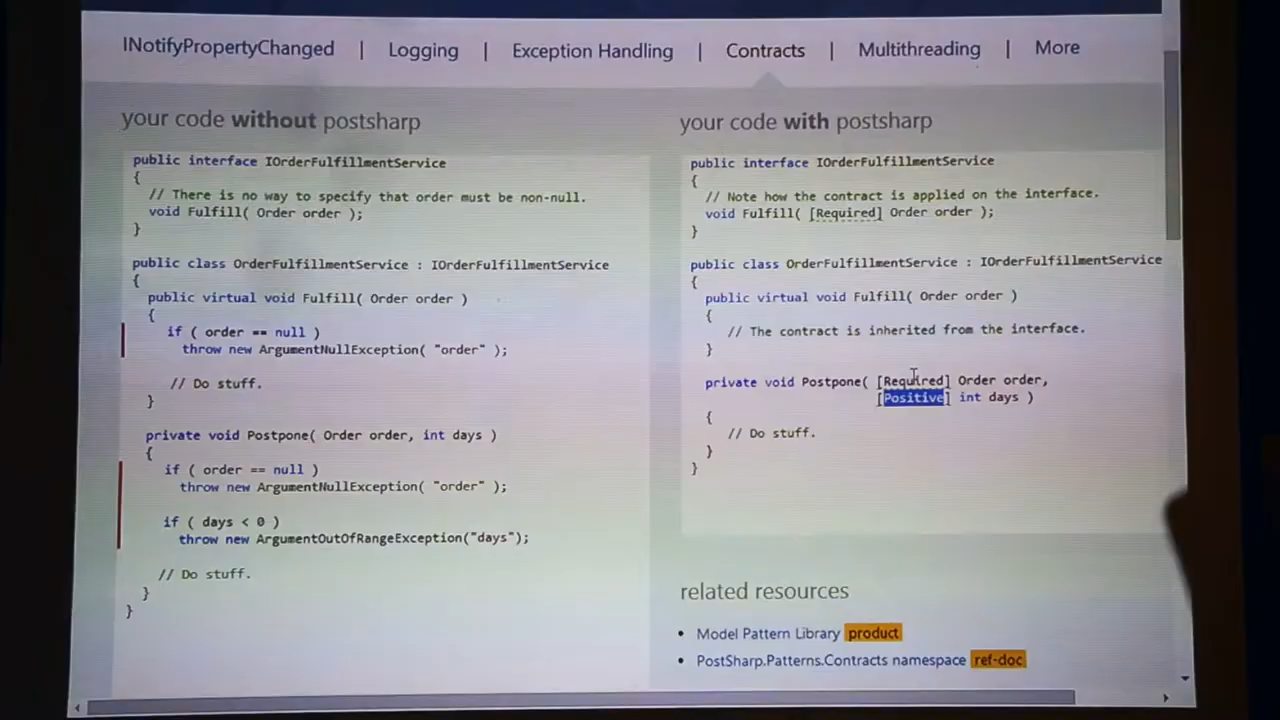 INotifyPropertyChanged | Logging | Exception Handling | Contracts | Multithreading | More
your code without postsharp
public interface IOrderFulfillmentService
{
// There is no way to specify that order must be non-null.
void Fulfill( Order order );
}
public class OrderFulfillmentService : IOrderFulfillmentService
{
public virtual void Fulfill( Order order )
{
if ( order == null )
throw new ArgumentNullException( "order" );
// Do stuff.
}
private void Postpone( Order order, int days )
{
if ( order == null )
throw new ArgumentNullException( "order" );
if ( days < 0 )
throw new ArgumentOutOfRangeException("days");
// Do stuff.
}
}
your code with postsharp
public interface IOrderFulfillmentService
{
// Note how the contract is applied on the interface.
void Fulfill( [Required] Order order );
}
public class OrderFulfillmentService : IOrderFulfillmentService
{
public virtual void Fulfill( Order order )
{
// The contract is inherited from the interface.
}
private void Postpone( [Required] Order order,
[Positive] int days )
{
// Do stuff.
}
}
related resources
• Model Pattern Library product
• PostSharp.Patterns.Contracts namespace ref-doc